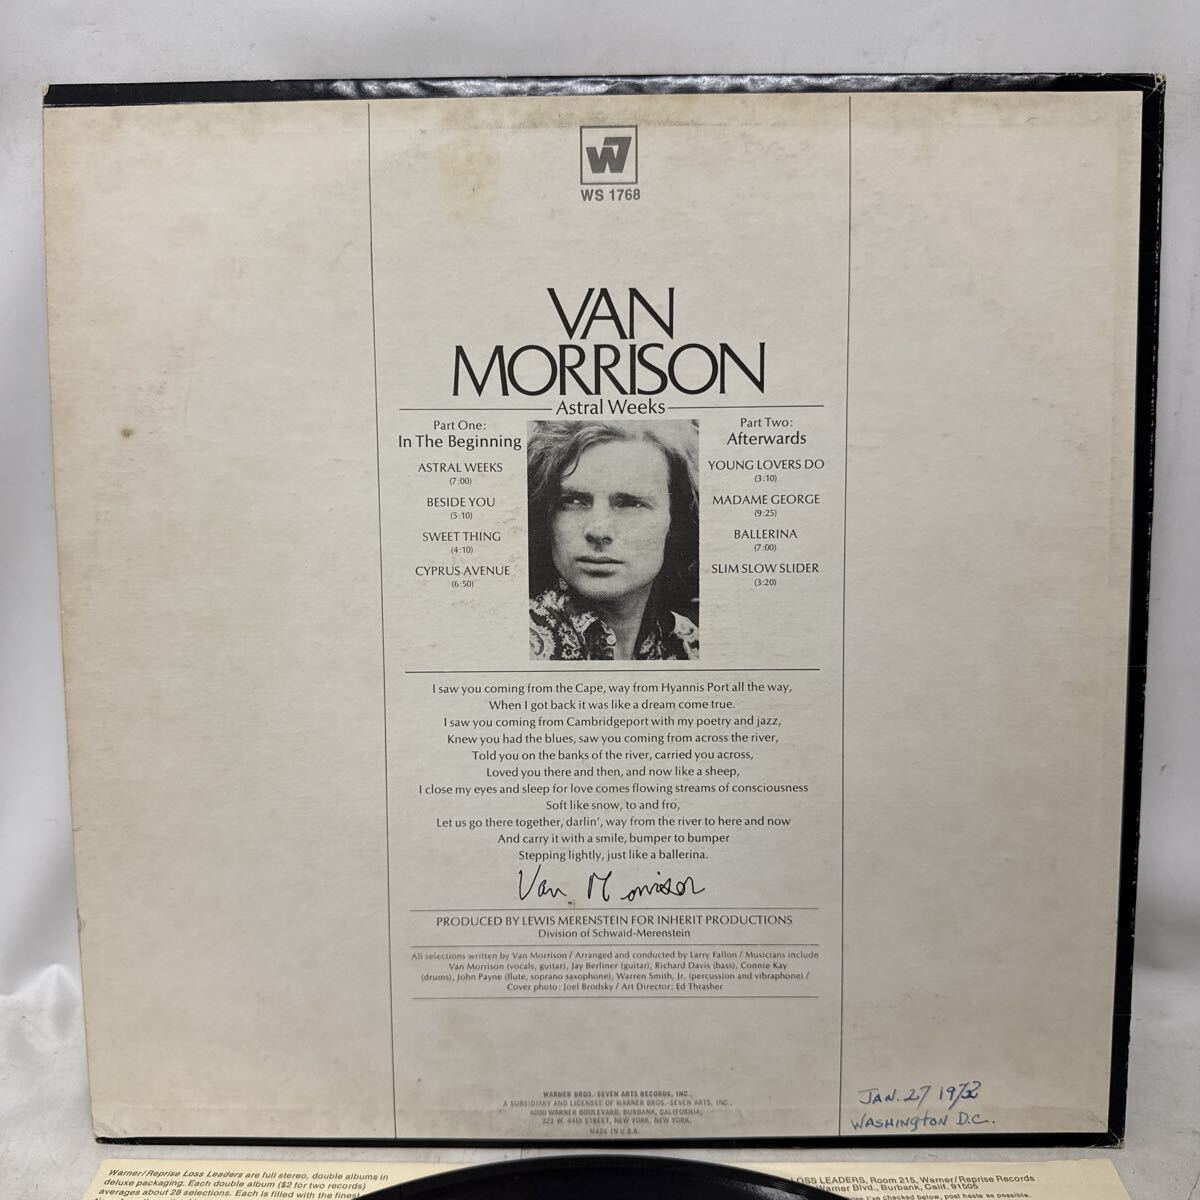 W7
WS 1768
VAN
MORRISON
Astral Weeks
Part One:
In The Beginning
ASTRAL WEEKS
(7:00)
BESIDE YOU
(5:10)
SWEET THING
(4:10)
CYPRUS AVENUE
(6:50)
Part Two:
Afterwards
YOUNG LOVERS DO
(3:10)
MADAME GEORGE
(9:25)
BALLERINA
(7:00)
SLIM SLOW SLIDER
(3:20)
I saw you coming from the Cape, way from Hyannis Port all the way,
When I got back it was like a dream come true.
I saw you coming from Cambridgeport with my poetry and jazz,
Knew you had the blues, saw you coming from across the river,
Told you on the banks of the river, carried you across,
Loved you there and then, and now like a sheep,
I close my eyes and sleep for love comes flowing streams of consciousness
Soft like snow, to and fro,
Let us go there together, darlin', way from the river to here and now
And carry it with a smile, bumper to bumper
Stepping lightly, just like a ballerina.
Van Morrison
PRODUCED BY LEWIS MERENSTEIN FOR INHERIT PRODUCTIONS
Division of Schwaid-Merenstein
All selections written by Van Morrison / Arranged and conducted by Larry Fallon / Musicians include
Van Morrison (vocals, guitar), Jay Berliner (guitar), Richard Davis (bass), Connie Kay
(drums), John Payne (flute, soprano saxophone), Warren Smith, Jr. (percussion and vibraphone) /
Cover photo: Joel Brodsky / Art Director: Ed Thrasher
WARNER BROS.-SEVEN ARTS RECORDS, INC.,
A SUBSIDIARY AND LICENSEE OF WARNER BROS.-SEVEN ARTS, INC.,
4000 WARNER BOULEVARD, BURBANK, CALIFORNIA;
321 W. 44th STREET, NEW YORK, NEW YORK.
MADE IN U.S.A.
JAN. 27 1972
WASHINGTON D.C.
Warner/Reprise Loss Leaders are full stereo, double albums in
deluxe packaging. Each double album ($2 for two records)
averages about 28 selections. Each is filled with the finest
LOSS LEADERS, Room 215, Warner/Reprise Records
Warner Blvd., Burbank, Calif. 91505
I've checked below, post haste as possible.